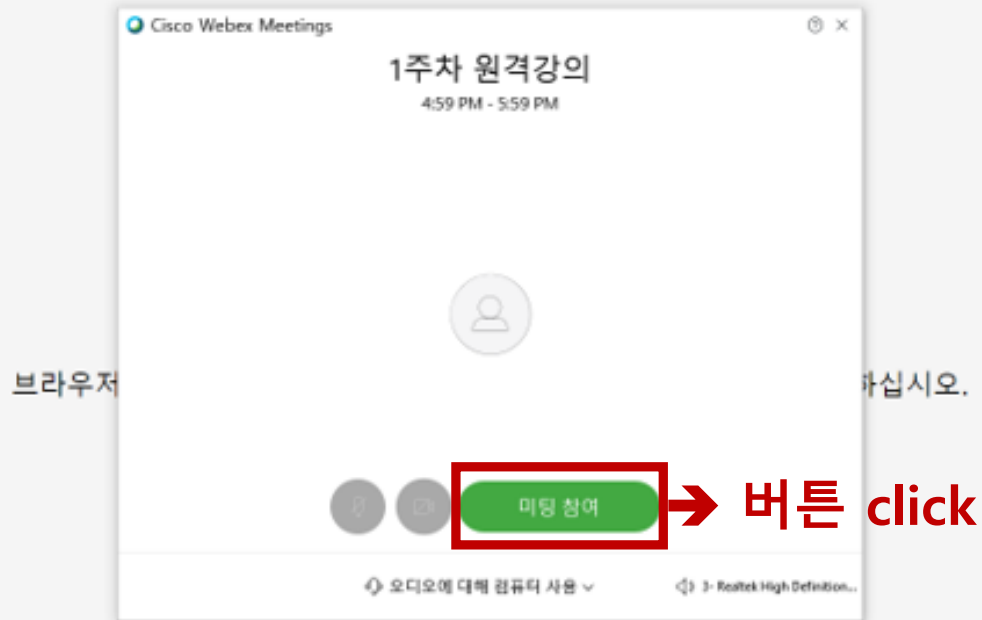 Cisco Webex Meetings
1주차 원격강의
4:59 PM - 5:59 PM
브라우저
하십시오.
미팅 참여
➔ 버튼 click
오디오에 대해 컴퓨터 사용
Realtek High Definition...